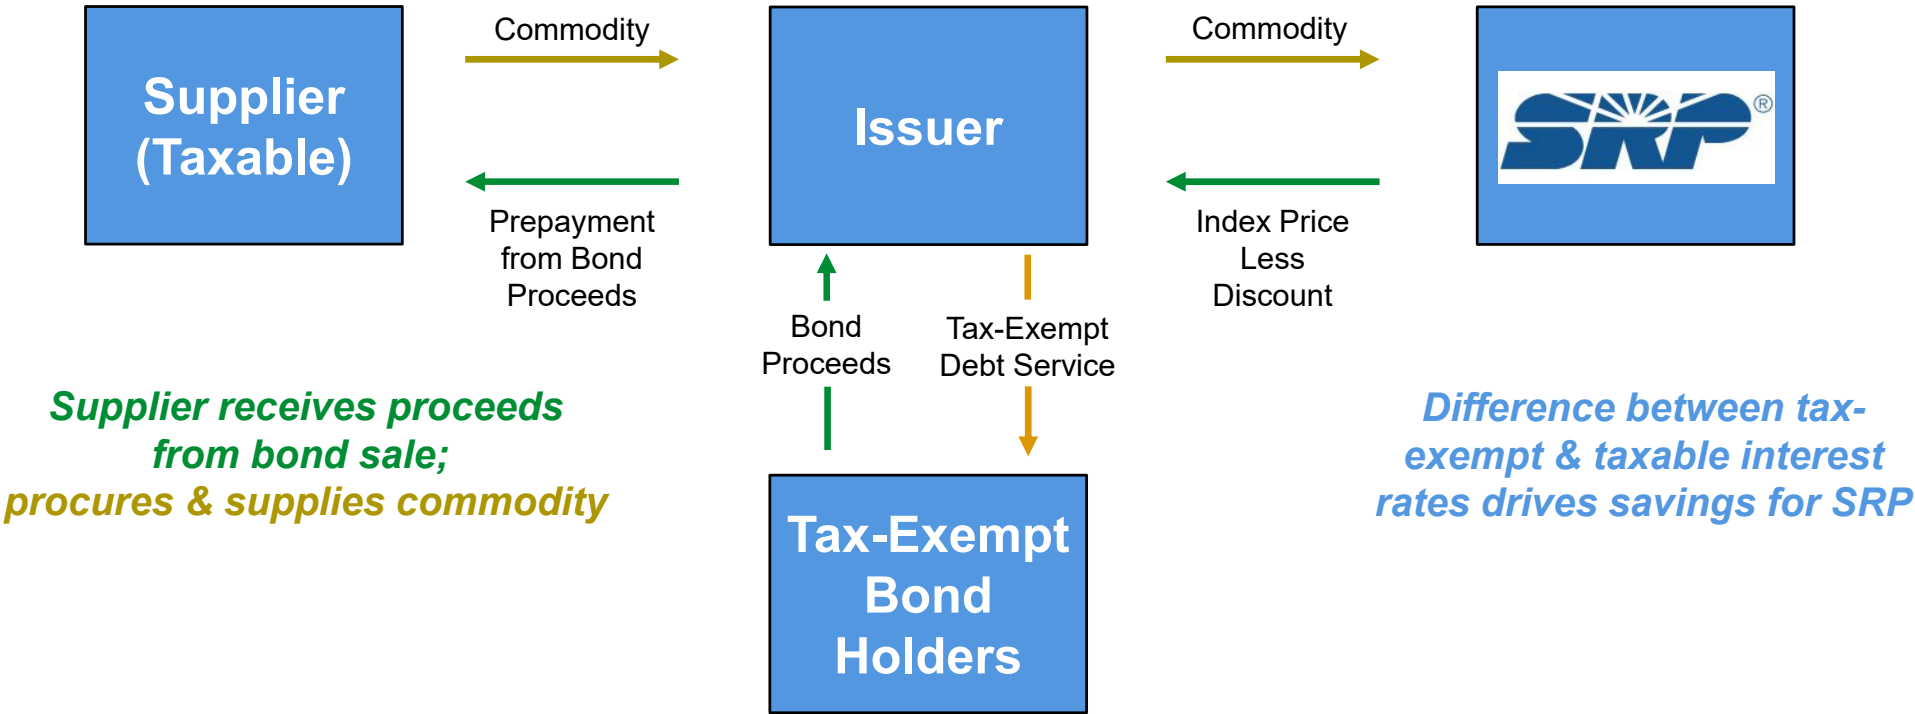 Commodity
Commodity
Supplier
(Taxable)
Issuer
SRP®
Prepayment
from Bond
Proceeds
Index Price
Less
Discount
Bond
Proceeds
Tax-Exempt
Debt Service
Supplier receives proceeds
from bond sale;
procures & supplies commodity
Difference between tax-
exempt & taxable interest
rates drives savings for SRP
Tax-Exempt
Bond
Holders